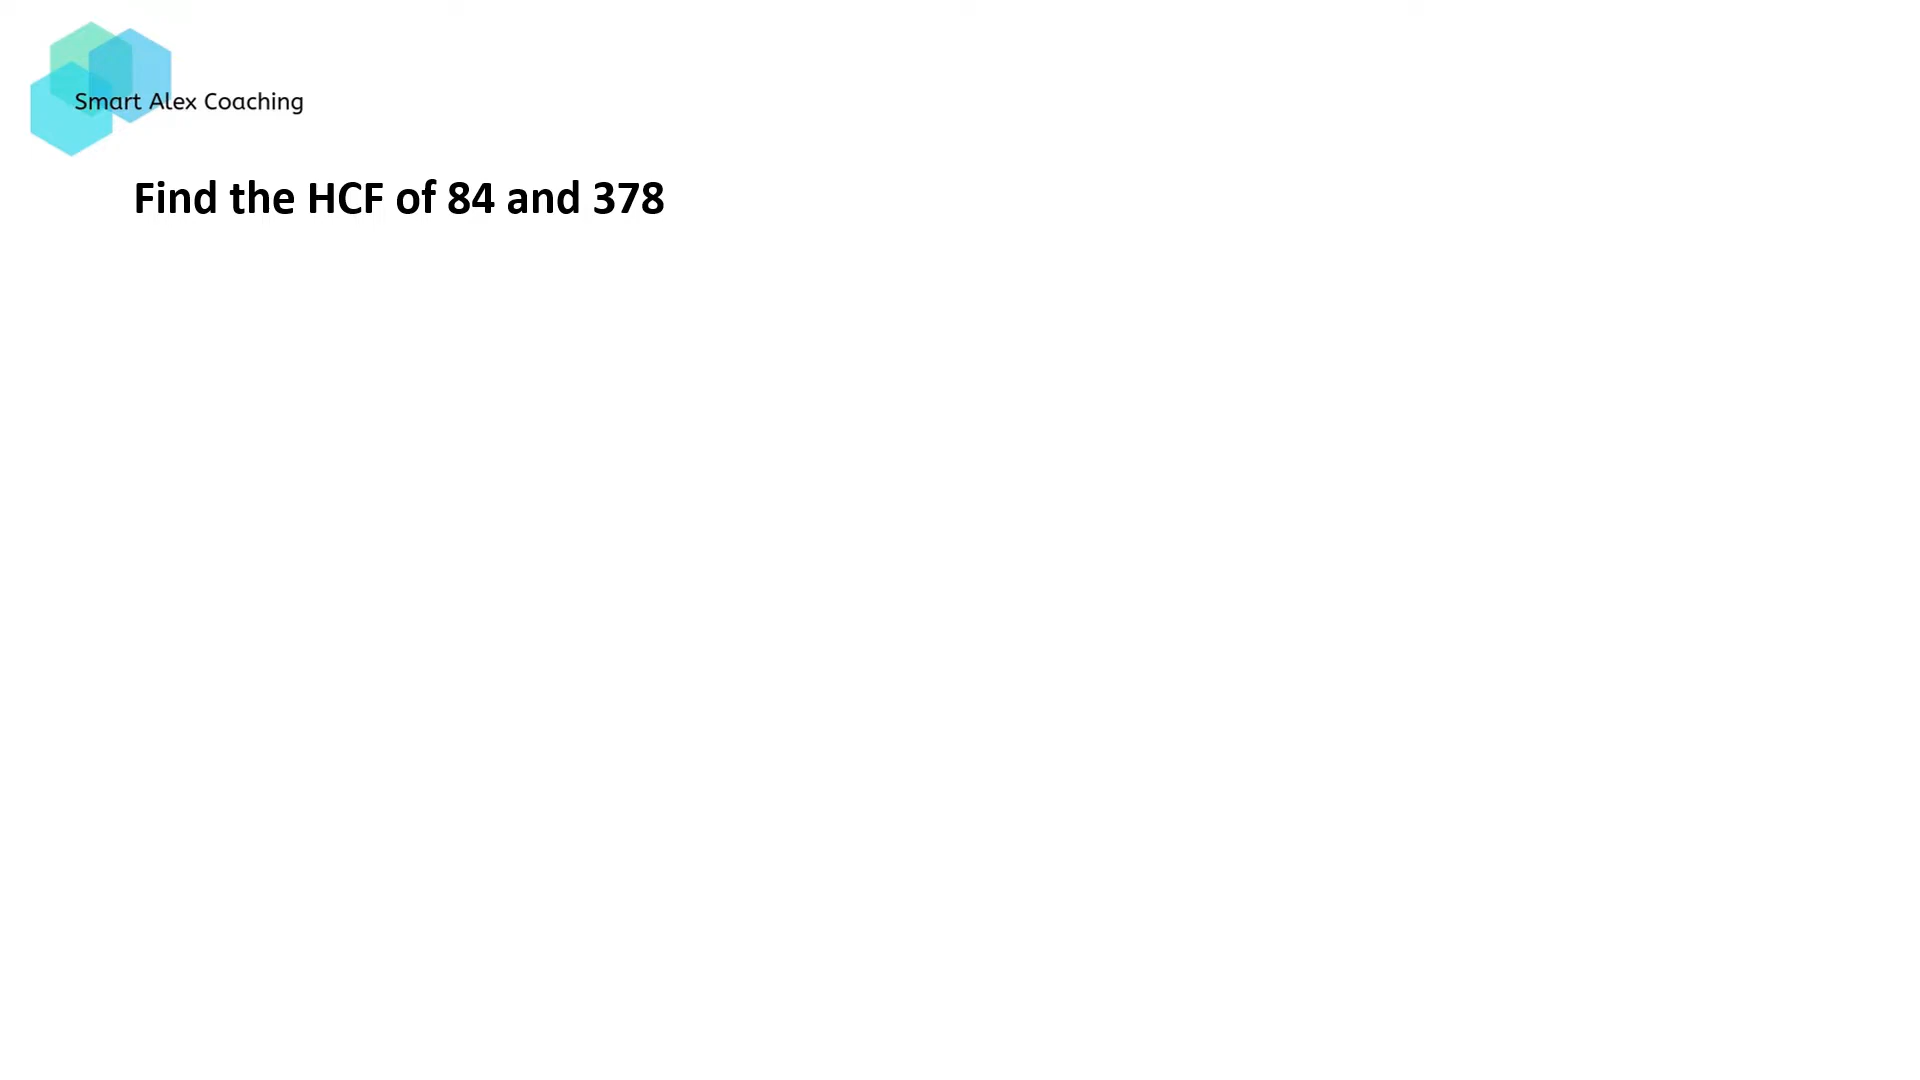 Smart Alex Coaching
Find the HCF of 84 and 378